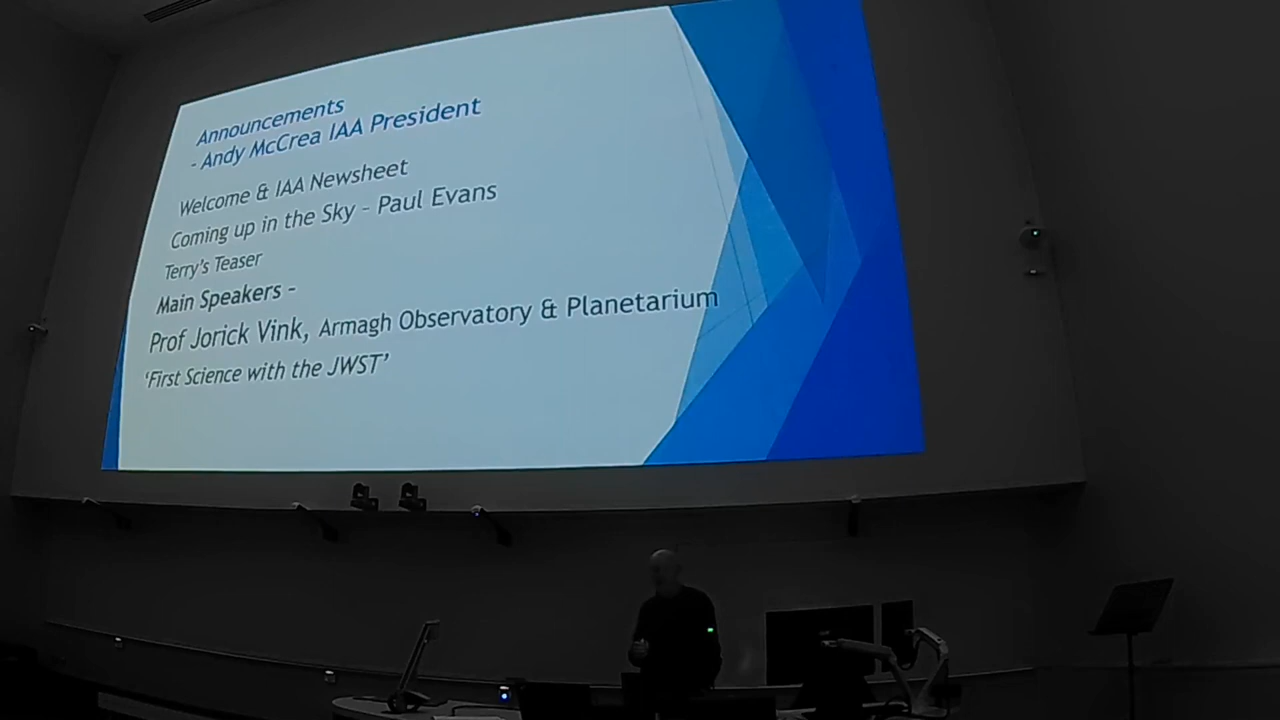 Announcements
- Andy McCrea IAA President
Welcome & IAA Newsheet
Coming up in the Sky – Paul Evans
Terry's Teaser
Main Speakers –
Prof Jorick Vink, Armagh Observatory & Planetarium
‘First Science with the JWST’